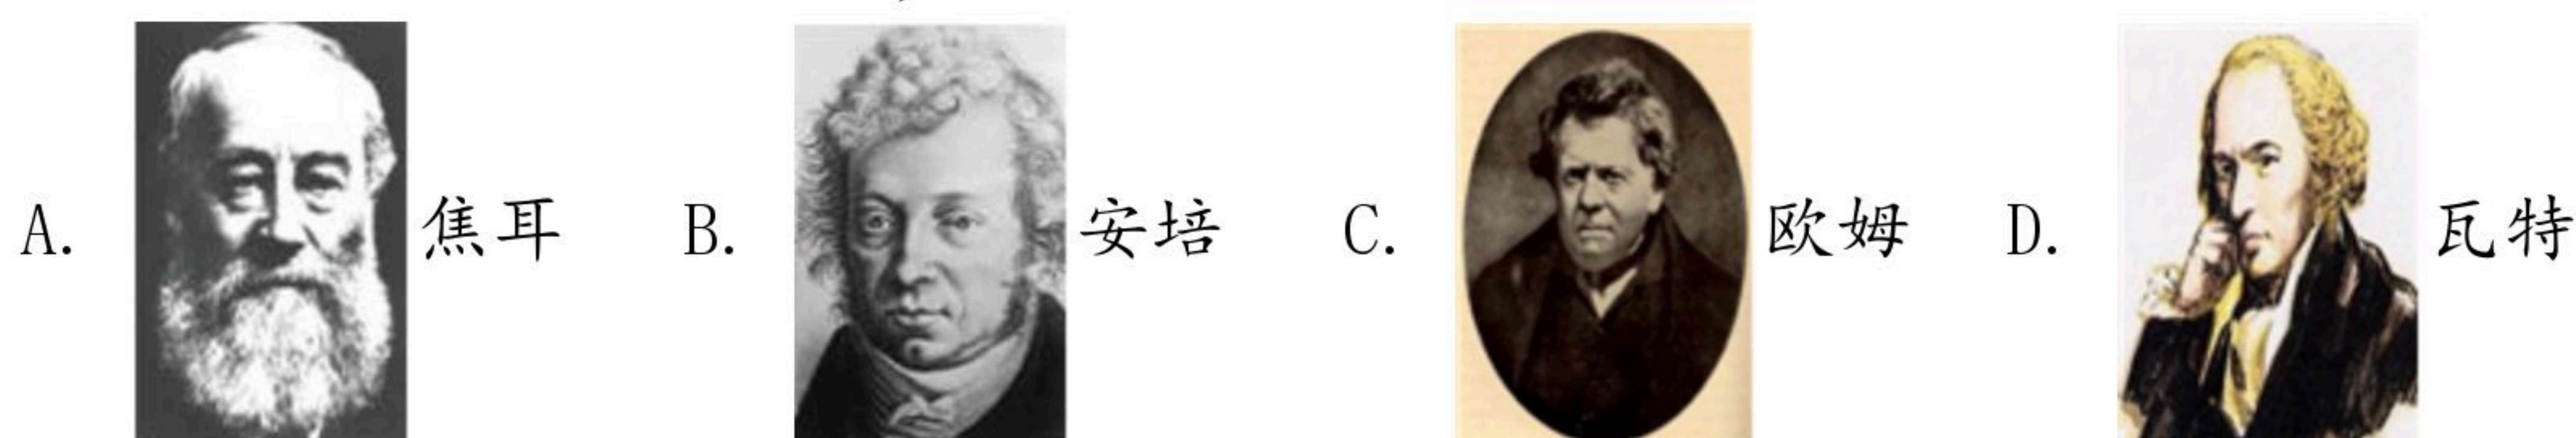 A. 焦耳 B. 安培 C. 欧姆 D. 瓦特